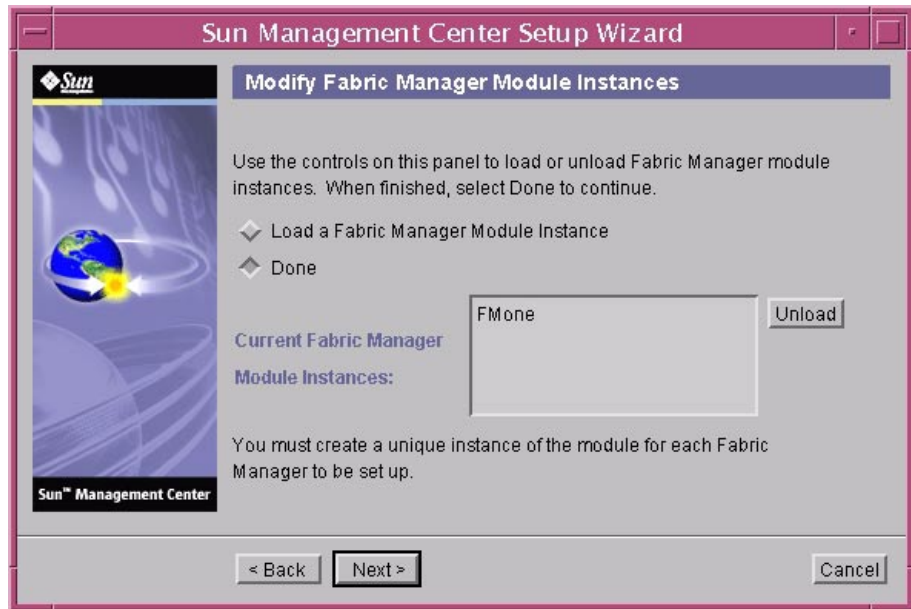 Sun Management Center Setup Wizard
Sun
Modify Fabric Manager Module Instances
Use the controls on this panel to load or unload Fabric Manager module
instances. When finished, select Done to continue.
Load a Fabric Manager Module Instance
Done
FMone
Unload
Current Fabric Manager
Module Instances:
You must create a unique instance of the module for each Fabric
Manager to be set up.
Sun™ Management Center
< Back
Next >
Cancel